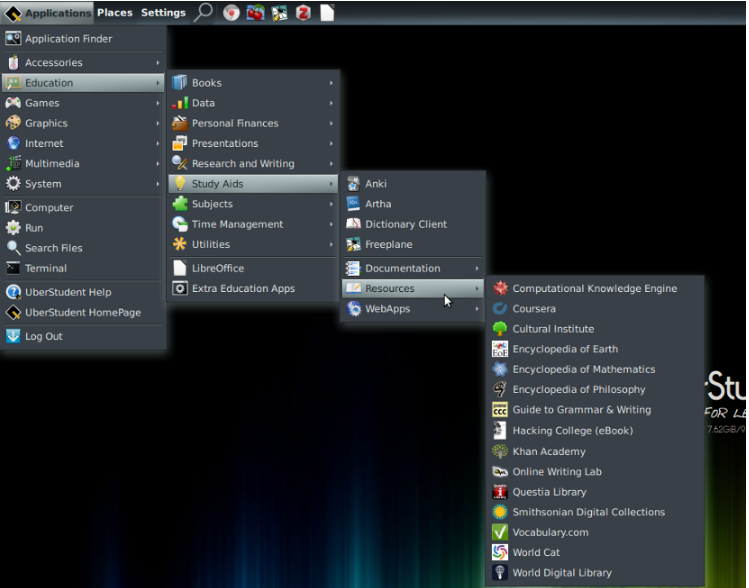 Applications Places Settings
Application Finder
Accessories
Education
Games
Graphics
Internet
Multimedia
System
Computer
Run
Search Files
Terminal
UberStudent Help
UberStudent HomePage
Log Out
Books
Data
Personal Finances
Presentations
Research and Writing
Study Aids
Subjects
Time Management
Utilities
LibreOffice
Extra Education Apps
Anki
Artha
Dictionary Client
Freeplane
Documentation
Resources
WebApps
Computational Knowledge Engine
Coursera
Cultural Institute
Encyclopedia of Earth
Encyclopedia of Mathematics
Encyclopedia of Philosophy
Guide to Grammar & Writing
Hacking College (eBook)
Khan Academy
Online Writing Lab
Questia Library
Smithsonian Digital Collections
Vocabulary.com
World Cat
World Digital Library
rStu
FOR LE
7.62GB/9